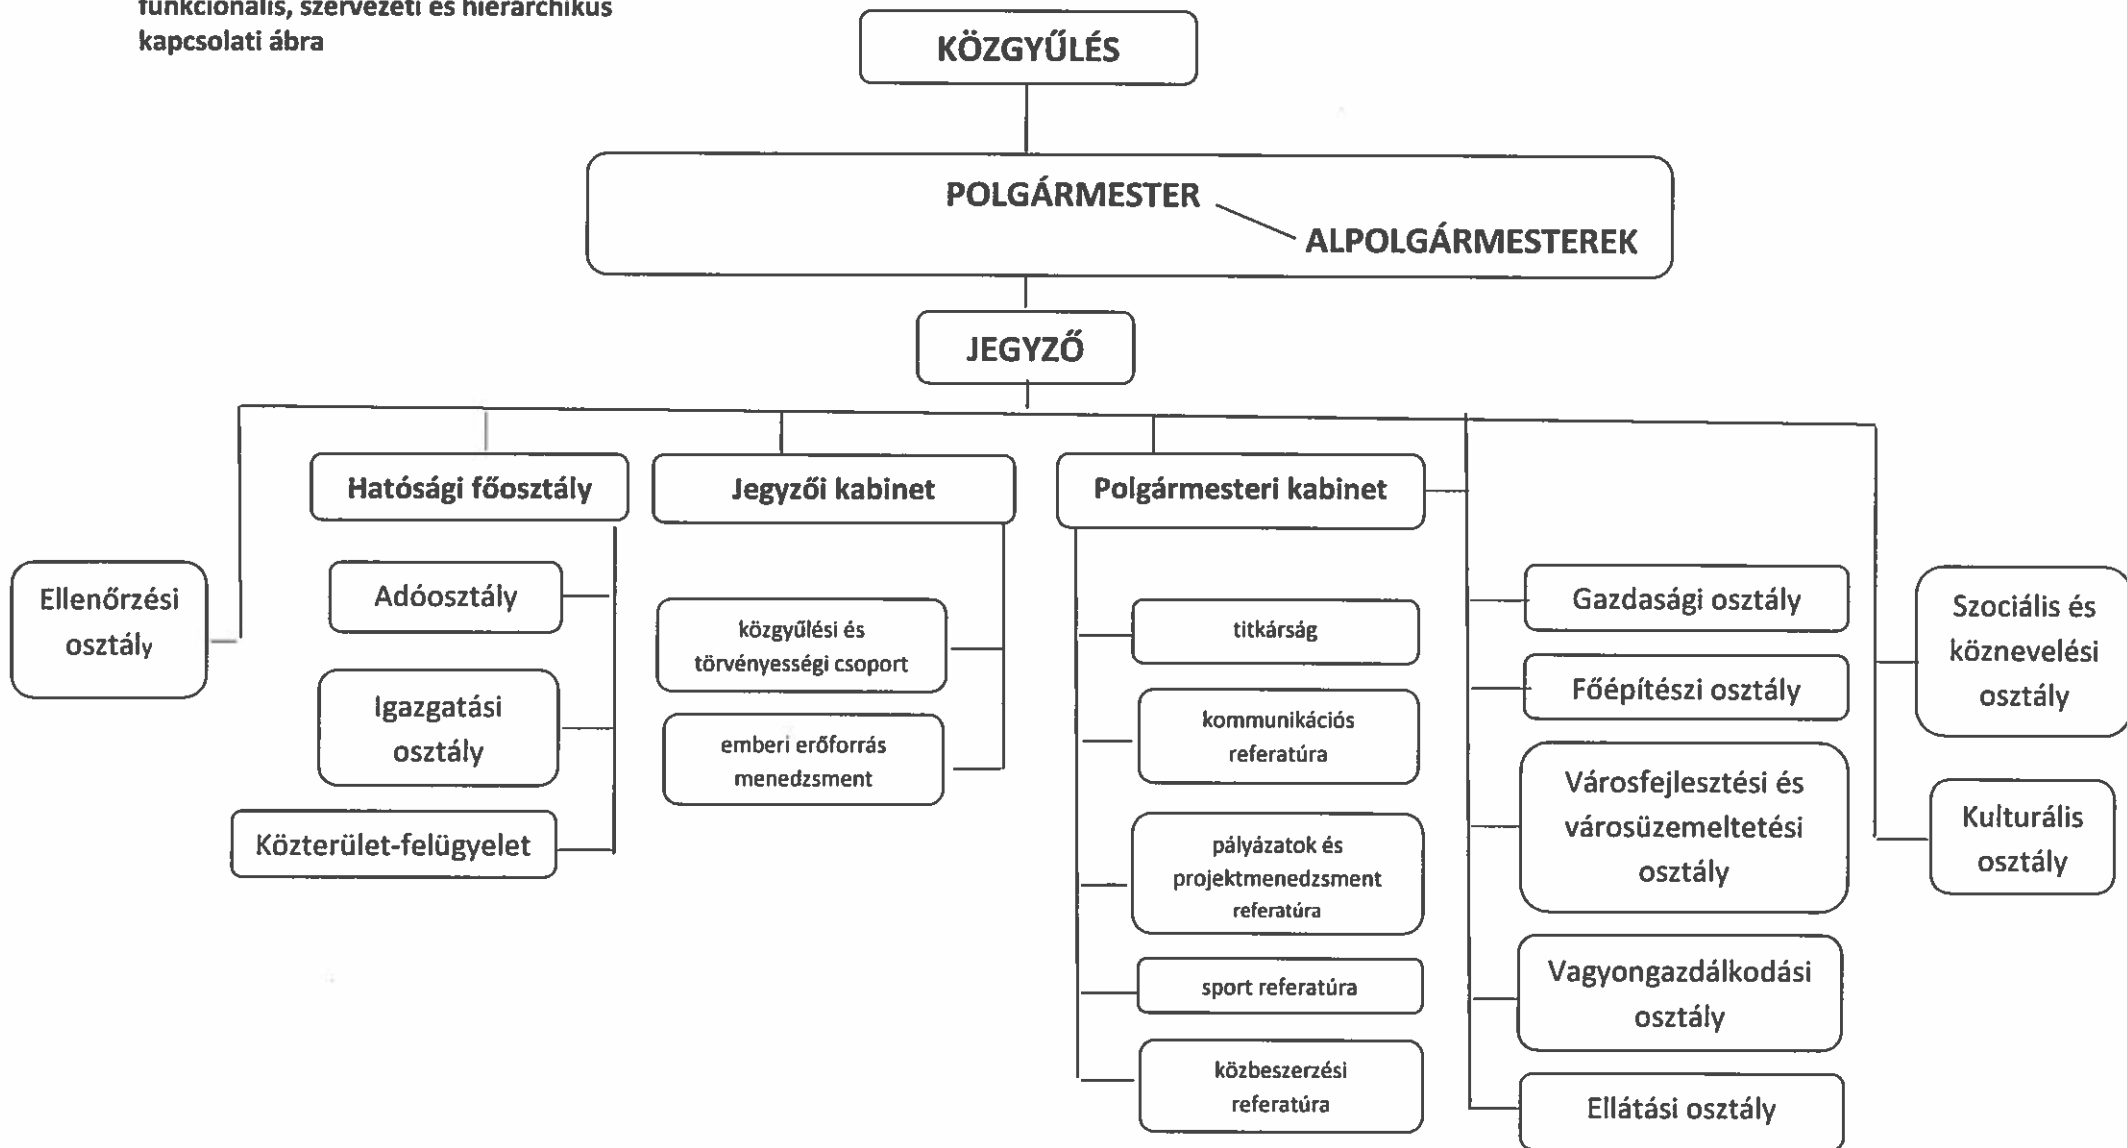 funkcionális, szervezeti és hierarchikus
kapcsolati ábra
KÖZGYŰLÉS
POLGÁRMESTER
ALPOLGÁRMESTEREK
JEGYZŐ
Hatósági főosztály
Jegyzői kabinet
Polgármesteri kabinet
Ellenőrzési
osztály
Adóosztály
Igazgatási
osztály
Közterület-felügyelet
közgyűlési és
törvényességi csoport
emberi erőforrás
menedzsment
titkárság
kommunikációs
referatúra
pályázatok és
projektmenedzsment
referatúra
sport referatúra
közbeszerzési
referatúra
Gazdasági osztály
Főépítészi osztály
Városfejlesztési és
városüzemeltetési
osztály
Vagyongazdálkodási
osztály
Ellátási osztály
Szociális és
köznevelési
osztály
Kulturális
osztály